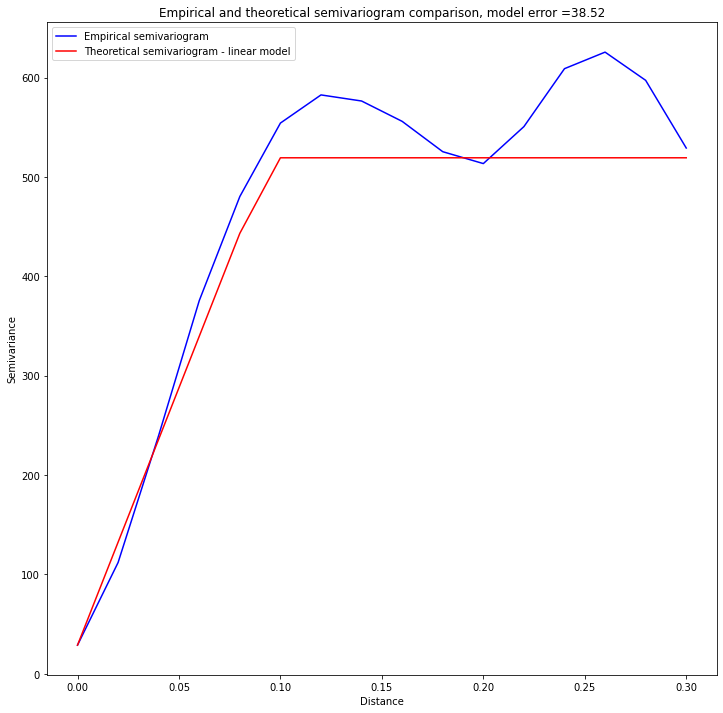 Empirical and theoretical semivariogram comparison, model error =38.52
Empirical semivariogram
Theoretical semivariogram - linear model
Semivariance
600
500
400
300
200
100
0
0.00 0.05 0.10 0.15 0.20 0.25 0.30
Distance